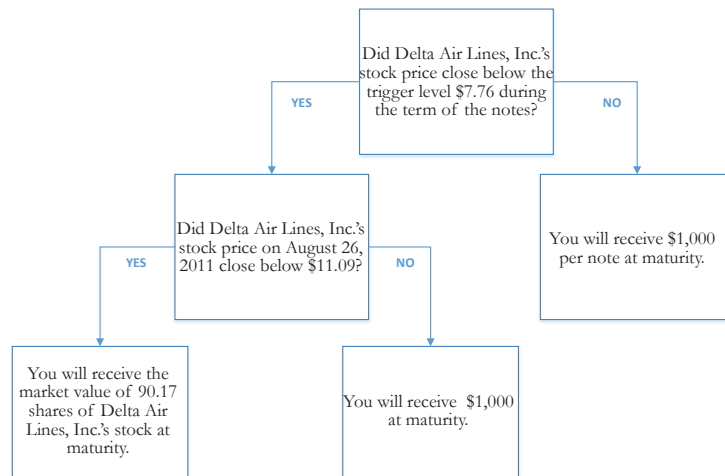 Did Delta Air Lines, Inc.'s
stock price close below the
trigger level $7.76 during
the term of the notes?
YES
NO
Did Delta Air Lines, Inc.'s
stock price on August 26,
2011 close below $11.09?
You will receive $1,000
per note at maturity.
YES
NO
You will receive the
market value of 90.17
shares of Delta Air
Lines, Inc.'s stock at
maturity.
You will receive $1,000
at maturity.